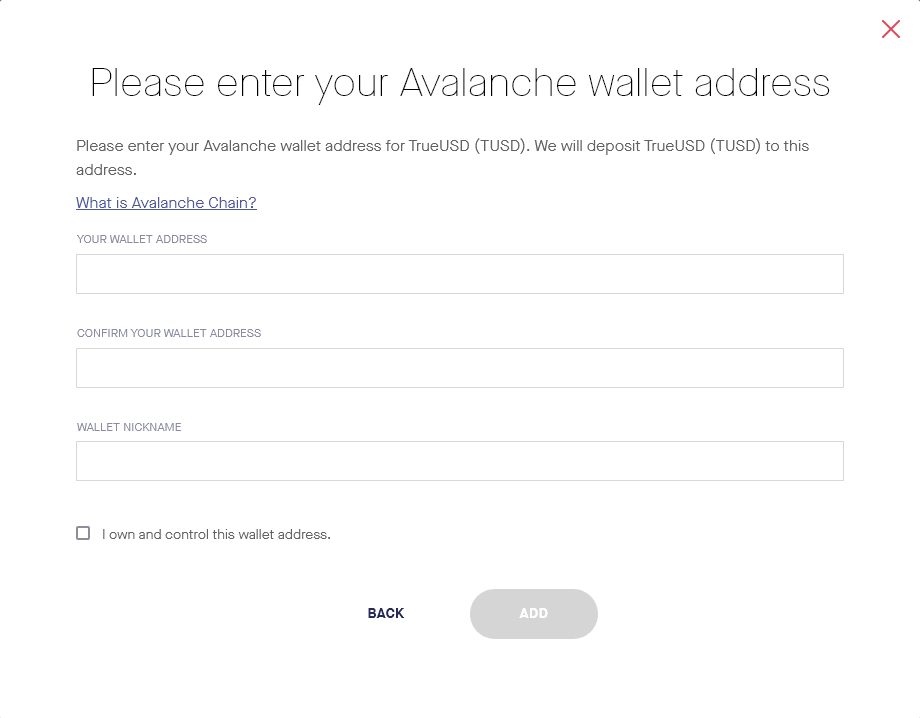 Please enter your Avalanche wallet address
Please enter your Avalanche wallet address for TrueUSD (TUSD). We will deposit TrueUSD (TUSD) to this
address.
What is Avalanche Chain?
YOUR WALLET ADDRESS
CONFIRM YOUR WALLET ADDRESS
WALLET NICKNAME
I own and control this wallet address.
BACK
ADD